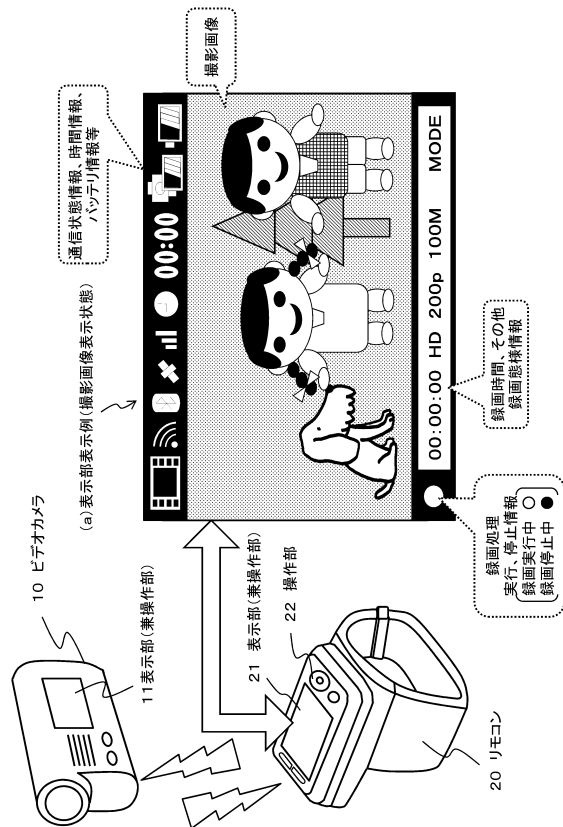 10 ビデオカメラ
11表示部(兼操作部)
21 表示部(兼操作部)
22 操作部
20 リモコン
(a)表示部表示例(撮影画像表示状態)
通信状態情報、時間情報、
バッテリ情報等
撮影画像
00:00
00:00:00 HD 200p 100M MODE
録画処理
実行、停止情報
録画実行中 ○
録画停止中 ●
録画時間、その他
録画態様情報